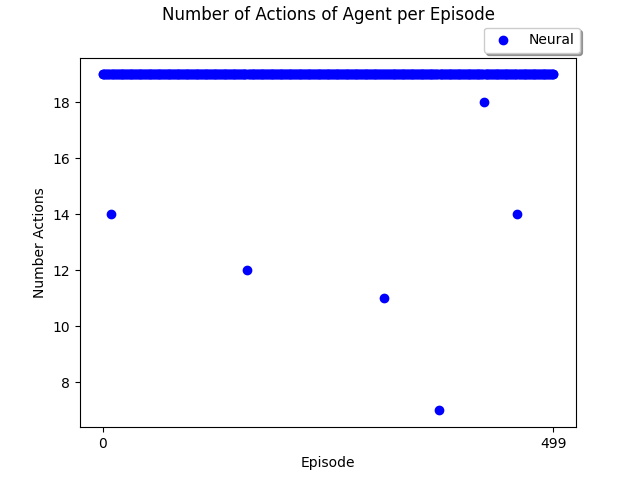 Number of Actions of Agent per Episode
Neural
Number Actions
18
16
14
12
10
8
0
499
Episode